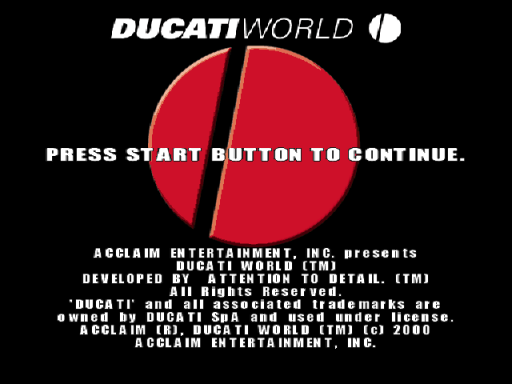 DUCATIWORLD
PRESS START BUTTON TO CONTINUE.
ACCLAIM ENTERTAINMENT, INC. presents
DUCATI WORLD (TM)
DEVELOPED BY ATTENTION TO DETAIL. (TM)
All Rights Reserved.
'DUCATI' and all associated trademarks are
owned by DUCATI SpA and used under license.
ACCLAIM (R), DUCATI WORLD (TM) (c) 2000
ACCLAIM ENTERTAINMENT, INC.